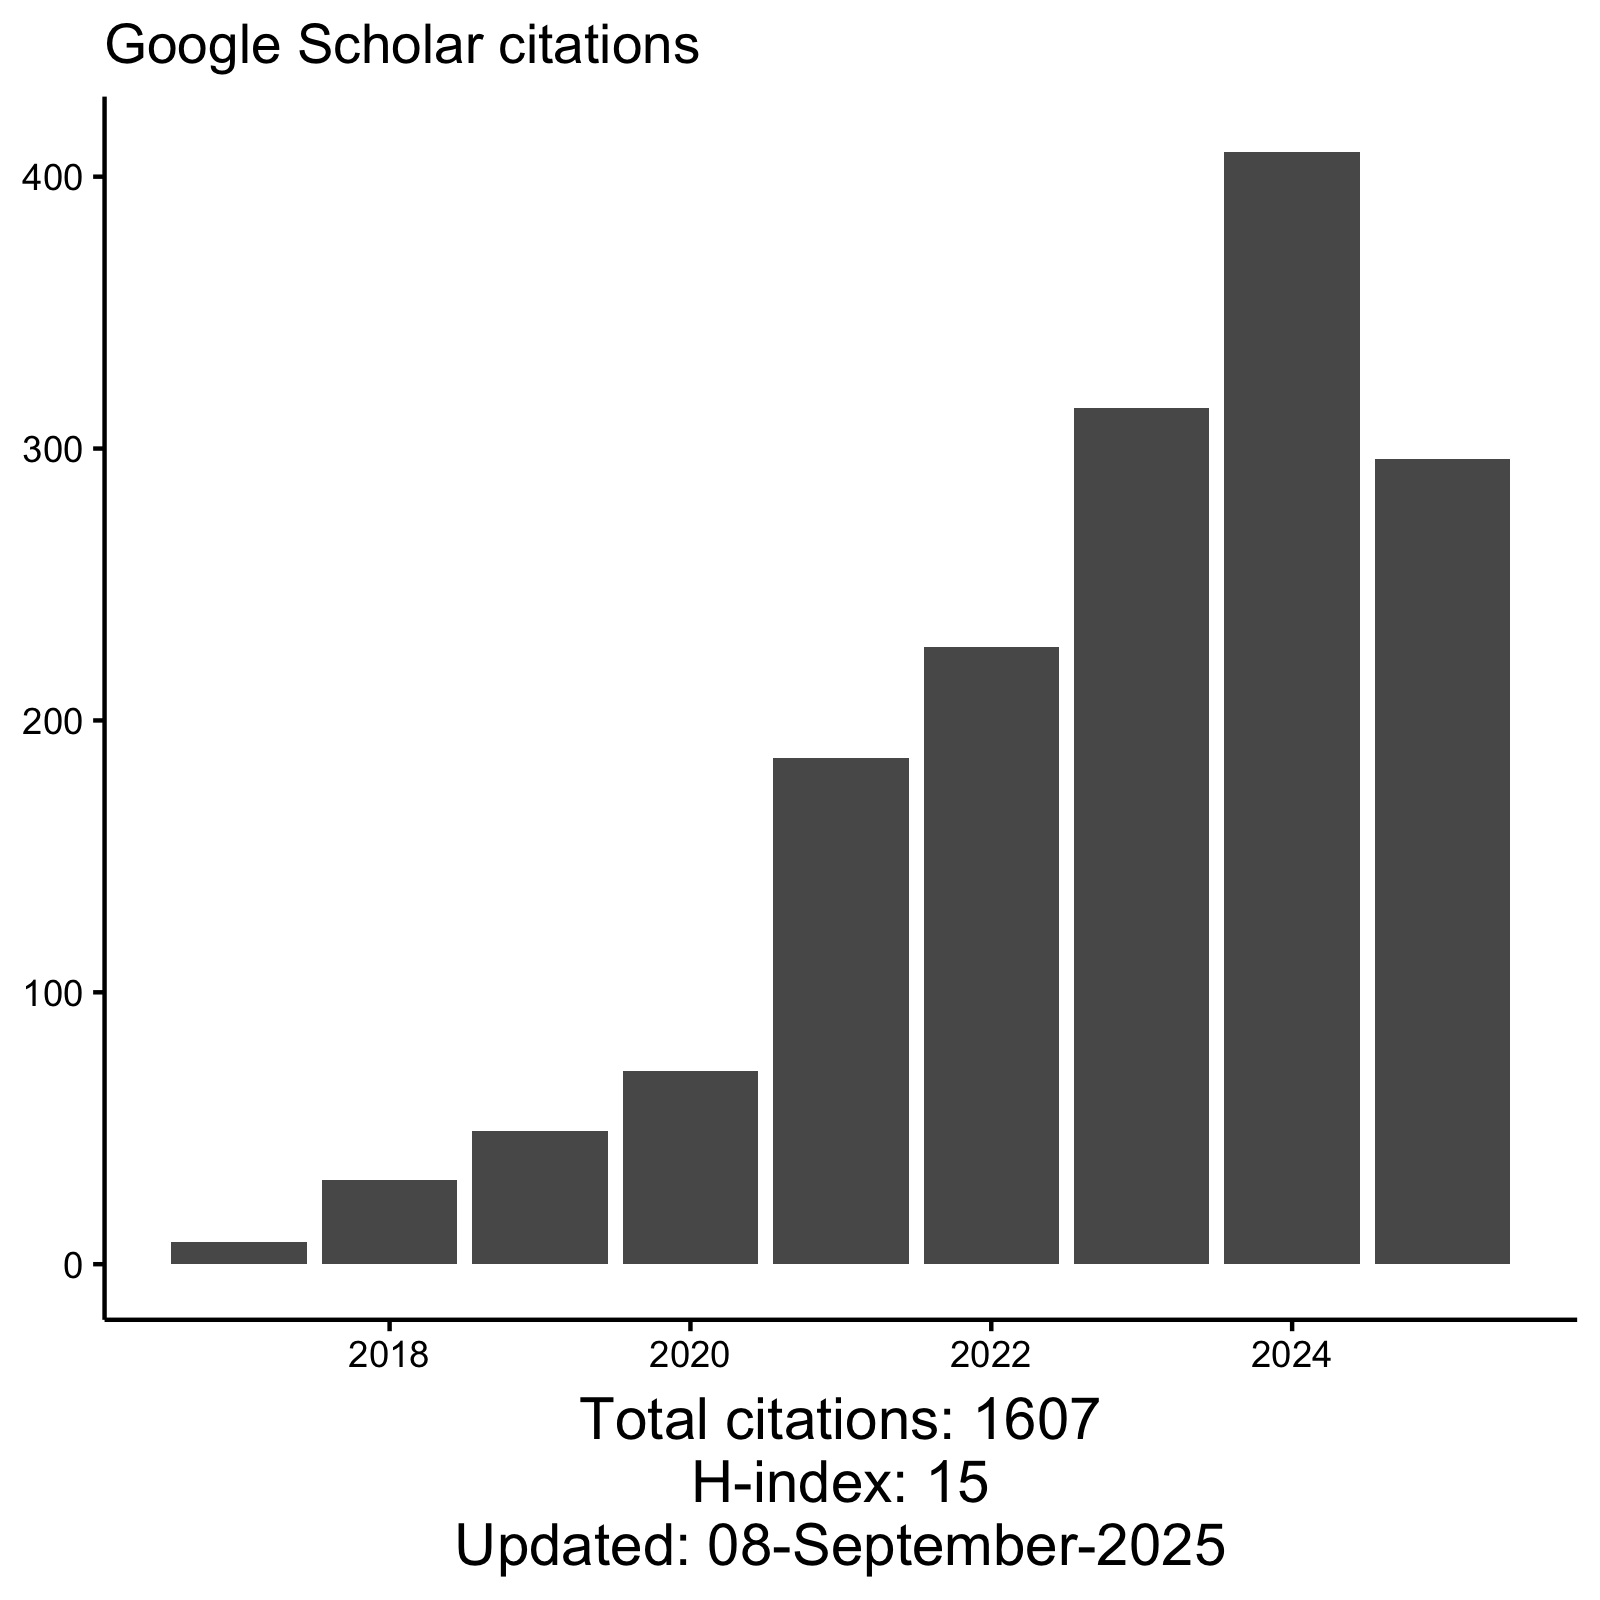 Google Scholar citations
400
300
200
100
0
2018 2020 2022 2024
Total citations: 1607
H-index: 15
Updated: 08-September-2025